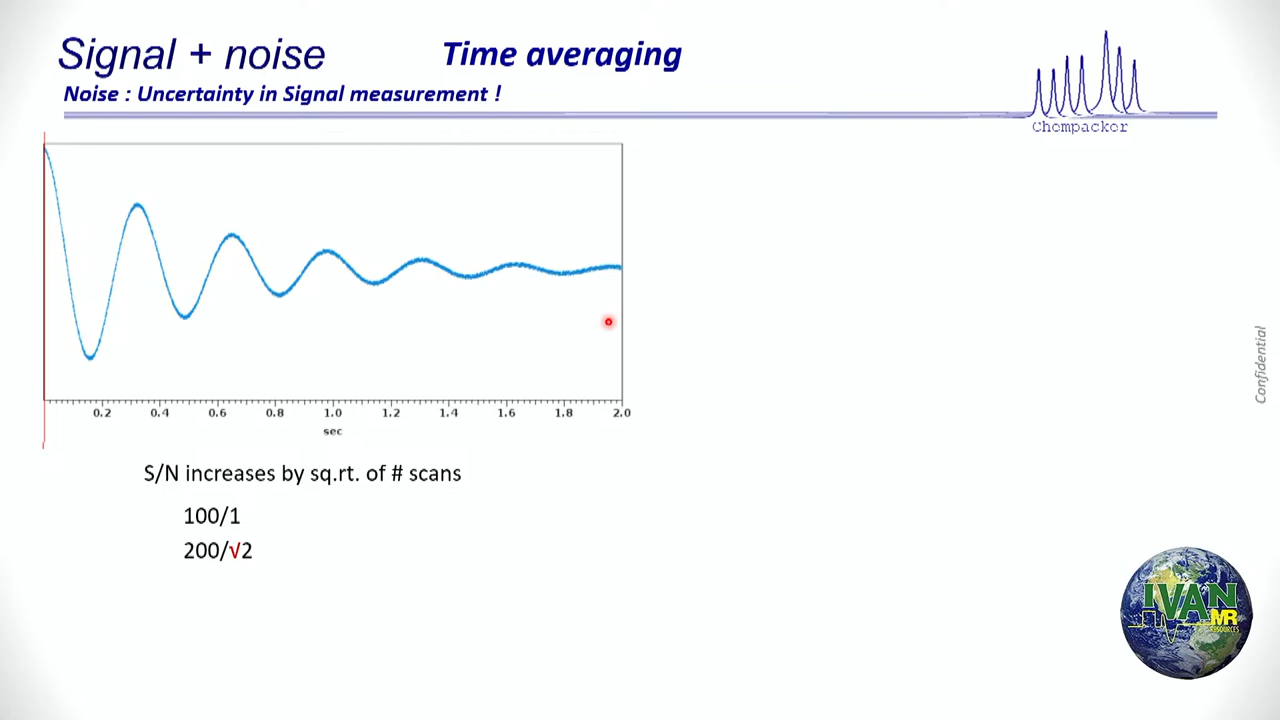 Signal + noise
Time averaging
Noise : Uncertainty in Signal measurement !
Chempacker
0.2 0.4 0.6 0.8 1.0 1.2 1.4 1.6 1.8 2.0
sec
S/N increases by sq.rt. of # scans
100/1
200/√2
Confidential
IVAN
MR
RESOURCES